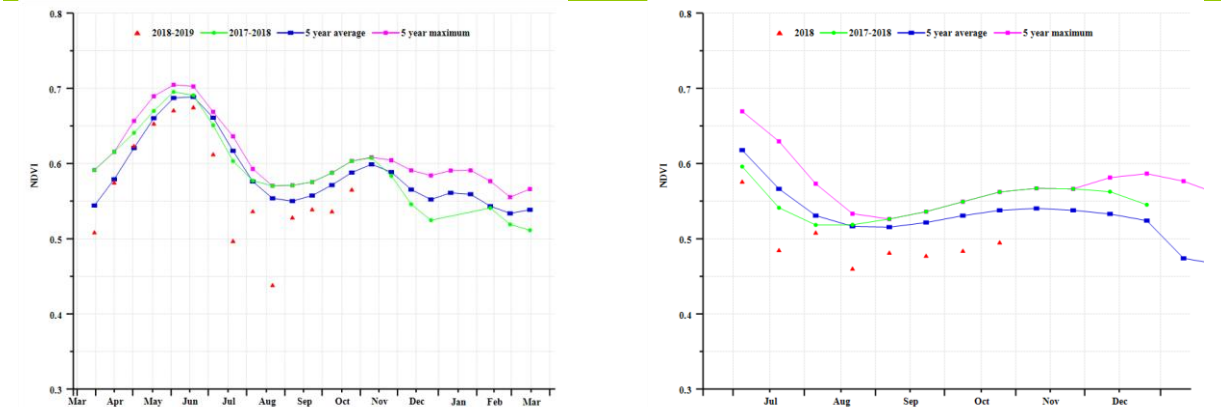 0.8
2018-2019 2017-2018 5 year average 5 year maximum
0.7
0.6
NDVI
0.5
0.4
0.3
Mar Apr May Jun Jul Aug Sep Oct Nov Dec Jan Feb Mar
0.8
2018 2017-2018 5 year average 5 year maximum
0.7
0.6
NDVI
0.5
0.4
0.3
Jul Aug Sep Oct Nov Dec